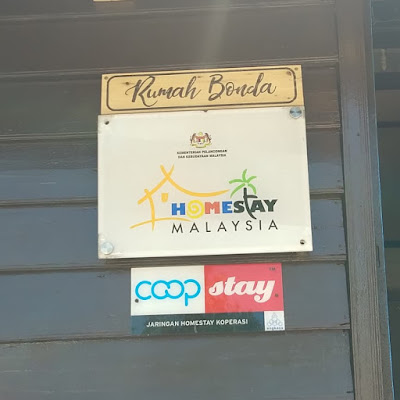 Rumah Bonda
KEMENTERIAN PELANCONGAN
DAN KEBUDAYAAN MALAYSIA
HOMESTAY
MALAYSIA
coop stay
JARINGAN HOMESTAY KOPERASI